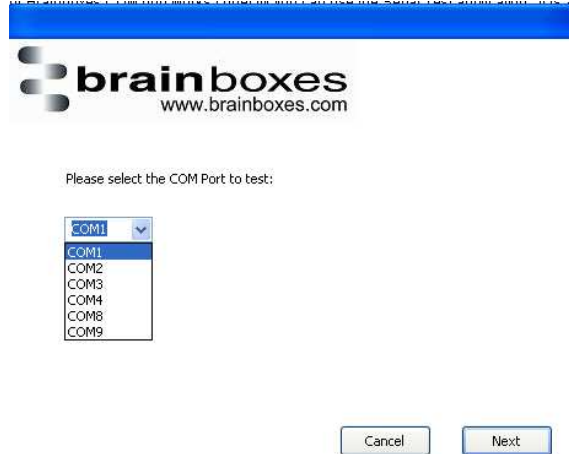 brainboxes
www.brainboxes.com
Please select the COM Port to test:
COM1
COM1
COM2
COM3
COM4
COM8
COM9
Cancel Next